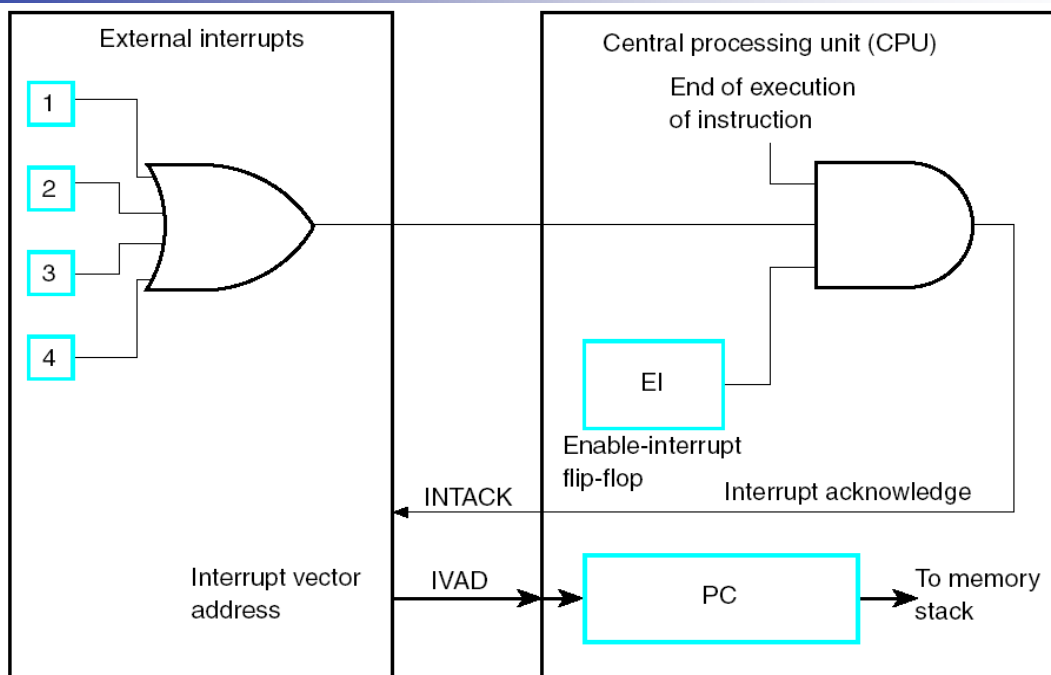 External interrupts
1
2
3
4
Interrupt vector
address
INTACK
IVAD
Central processing unit (CPU)
End of execution
of instruction
EI
Enable-interrupt
flip-flop
Interrupt acknowledge
PC
To memory
stack